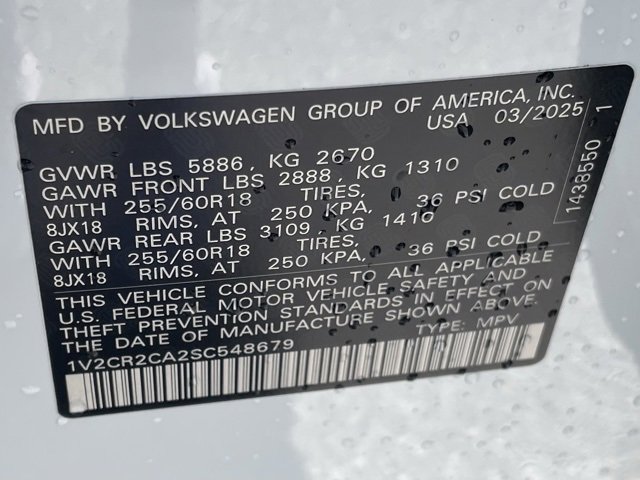 MFD BY VOLKSWAGEN GROUP OF AMERICA, INC.
USA 03/2025
GVWR LBS 5886, KG 2670
GAWR FRONT LBS 2888, KG 1310
WITH 255/60R18 TIRES,
8JX18 RIMS, AT 250 KPA, 36 PSI COLD
GAWR REAR LBS 3109, KG 1410
WITH 255/60R18 TIRES,
8JX18 RIMS, AT 250 KPA, 36 PSI COLD
THIS VEHICLE CONFORMS TO ALL APPLICABLE
U.S. FEDERAL MOTOR VEHICLE SAFETY AND
THEFT PREVENTION STANDARDS IN EFFECT ON
THE DATE OF MANUFACTURE SHOWN ABOVE.
1V2CR2CA2SC548679 TYPE: MPV
1438550 1